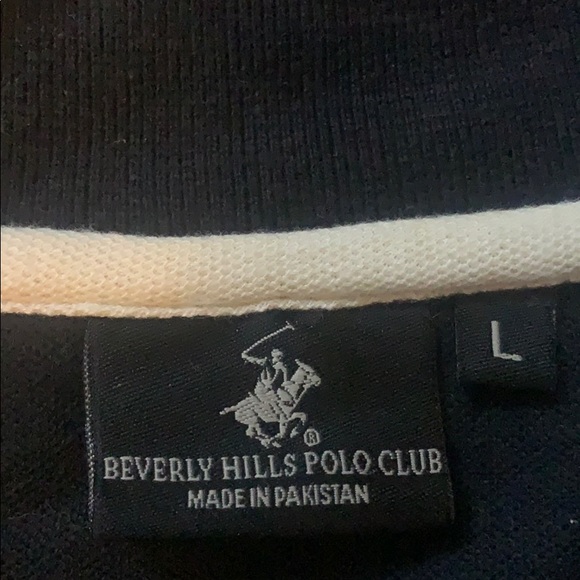 L
®
BEVERLY HILLS POLO CLUB
MADE IN PAKISTAN